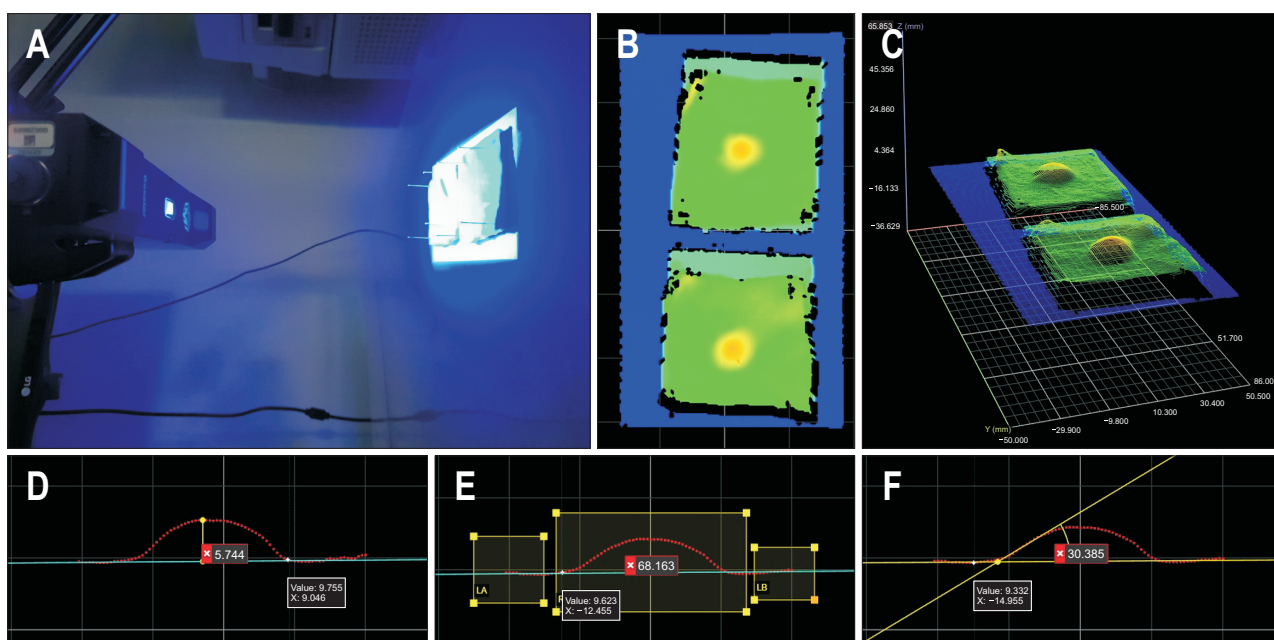 A
LG
B
C
65.853 Z (mm)
45.356
24.860
4.364
−16.133
−36.629
−85.500
51.700
86.00
50.500
30.400
10.300
−9.800
−29.900
−50.000
Y (mm)
D
5.744
Value: 9.755
X: 9.046
E
68.163
LA
LB
Value: 9.623
X: −12.455
F
30.385
Value: 9.332
X: −14.955